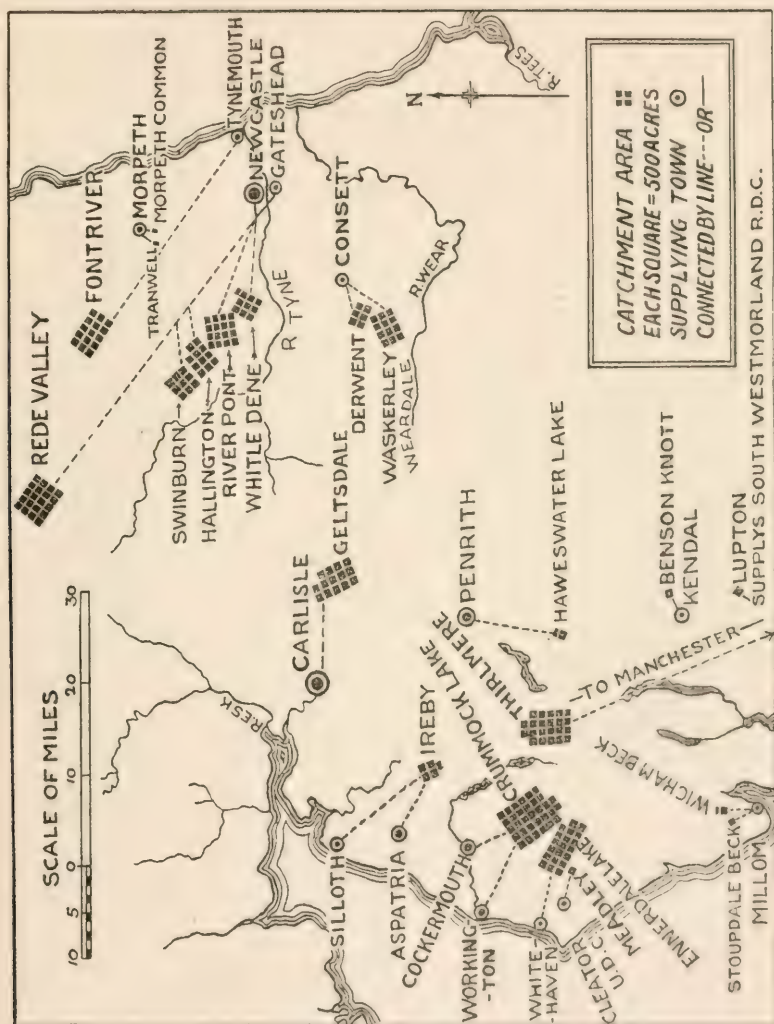 SCALE OF MILES
10 5 0 10 20 30
REDE VALLEY
FONT RIVER
MORPETH
TRANWELL
MORPETH COMMON
TYNEMOUTH
NEWCASTLE
GATESHEAD
SWINBURN
HALLINGTON
RIVER PONT
WHITLE DENE
R TYNE
R. ESK
CARLISLE
GELTSDALE
CONSETT
DERWENT
WASKERLEY
WEARDALE
R. WEAR
R. TEES
N
SILLOTH
ASPATRIA
IREBY
COCKERMOUTH
WORKING
-TON
WHITE
-HAVEN
CLEATOR
U.D.C.
MEADLEY
ENNERDALE LAKE
CRUMMOCK LAKE
THIRLMERE
PENRITH
HAWESWATER LAKE
TO MANCHESTER
WICHAM BECK
STOUPDALE BECK
MILLOM
BENSON KNOTT
KENDAL
LUPTON
SUPPLYS SOUTH WESTMORLAND R.D.C.
CATCHMENT AREA
EACH SQUARE = 500 ACRES
SUPPLYING TOWN
CONNECTED BY LINE ---- OR —